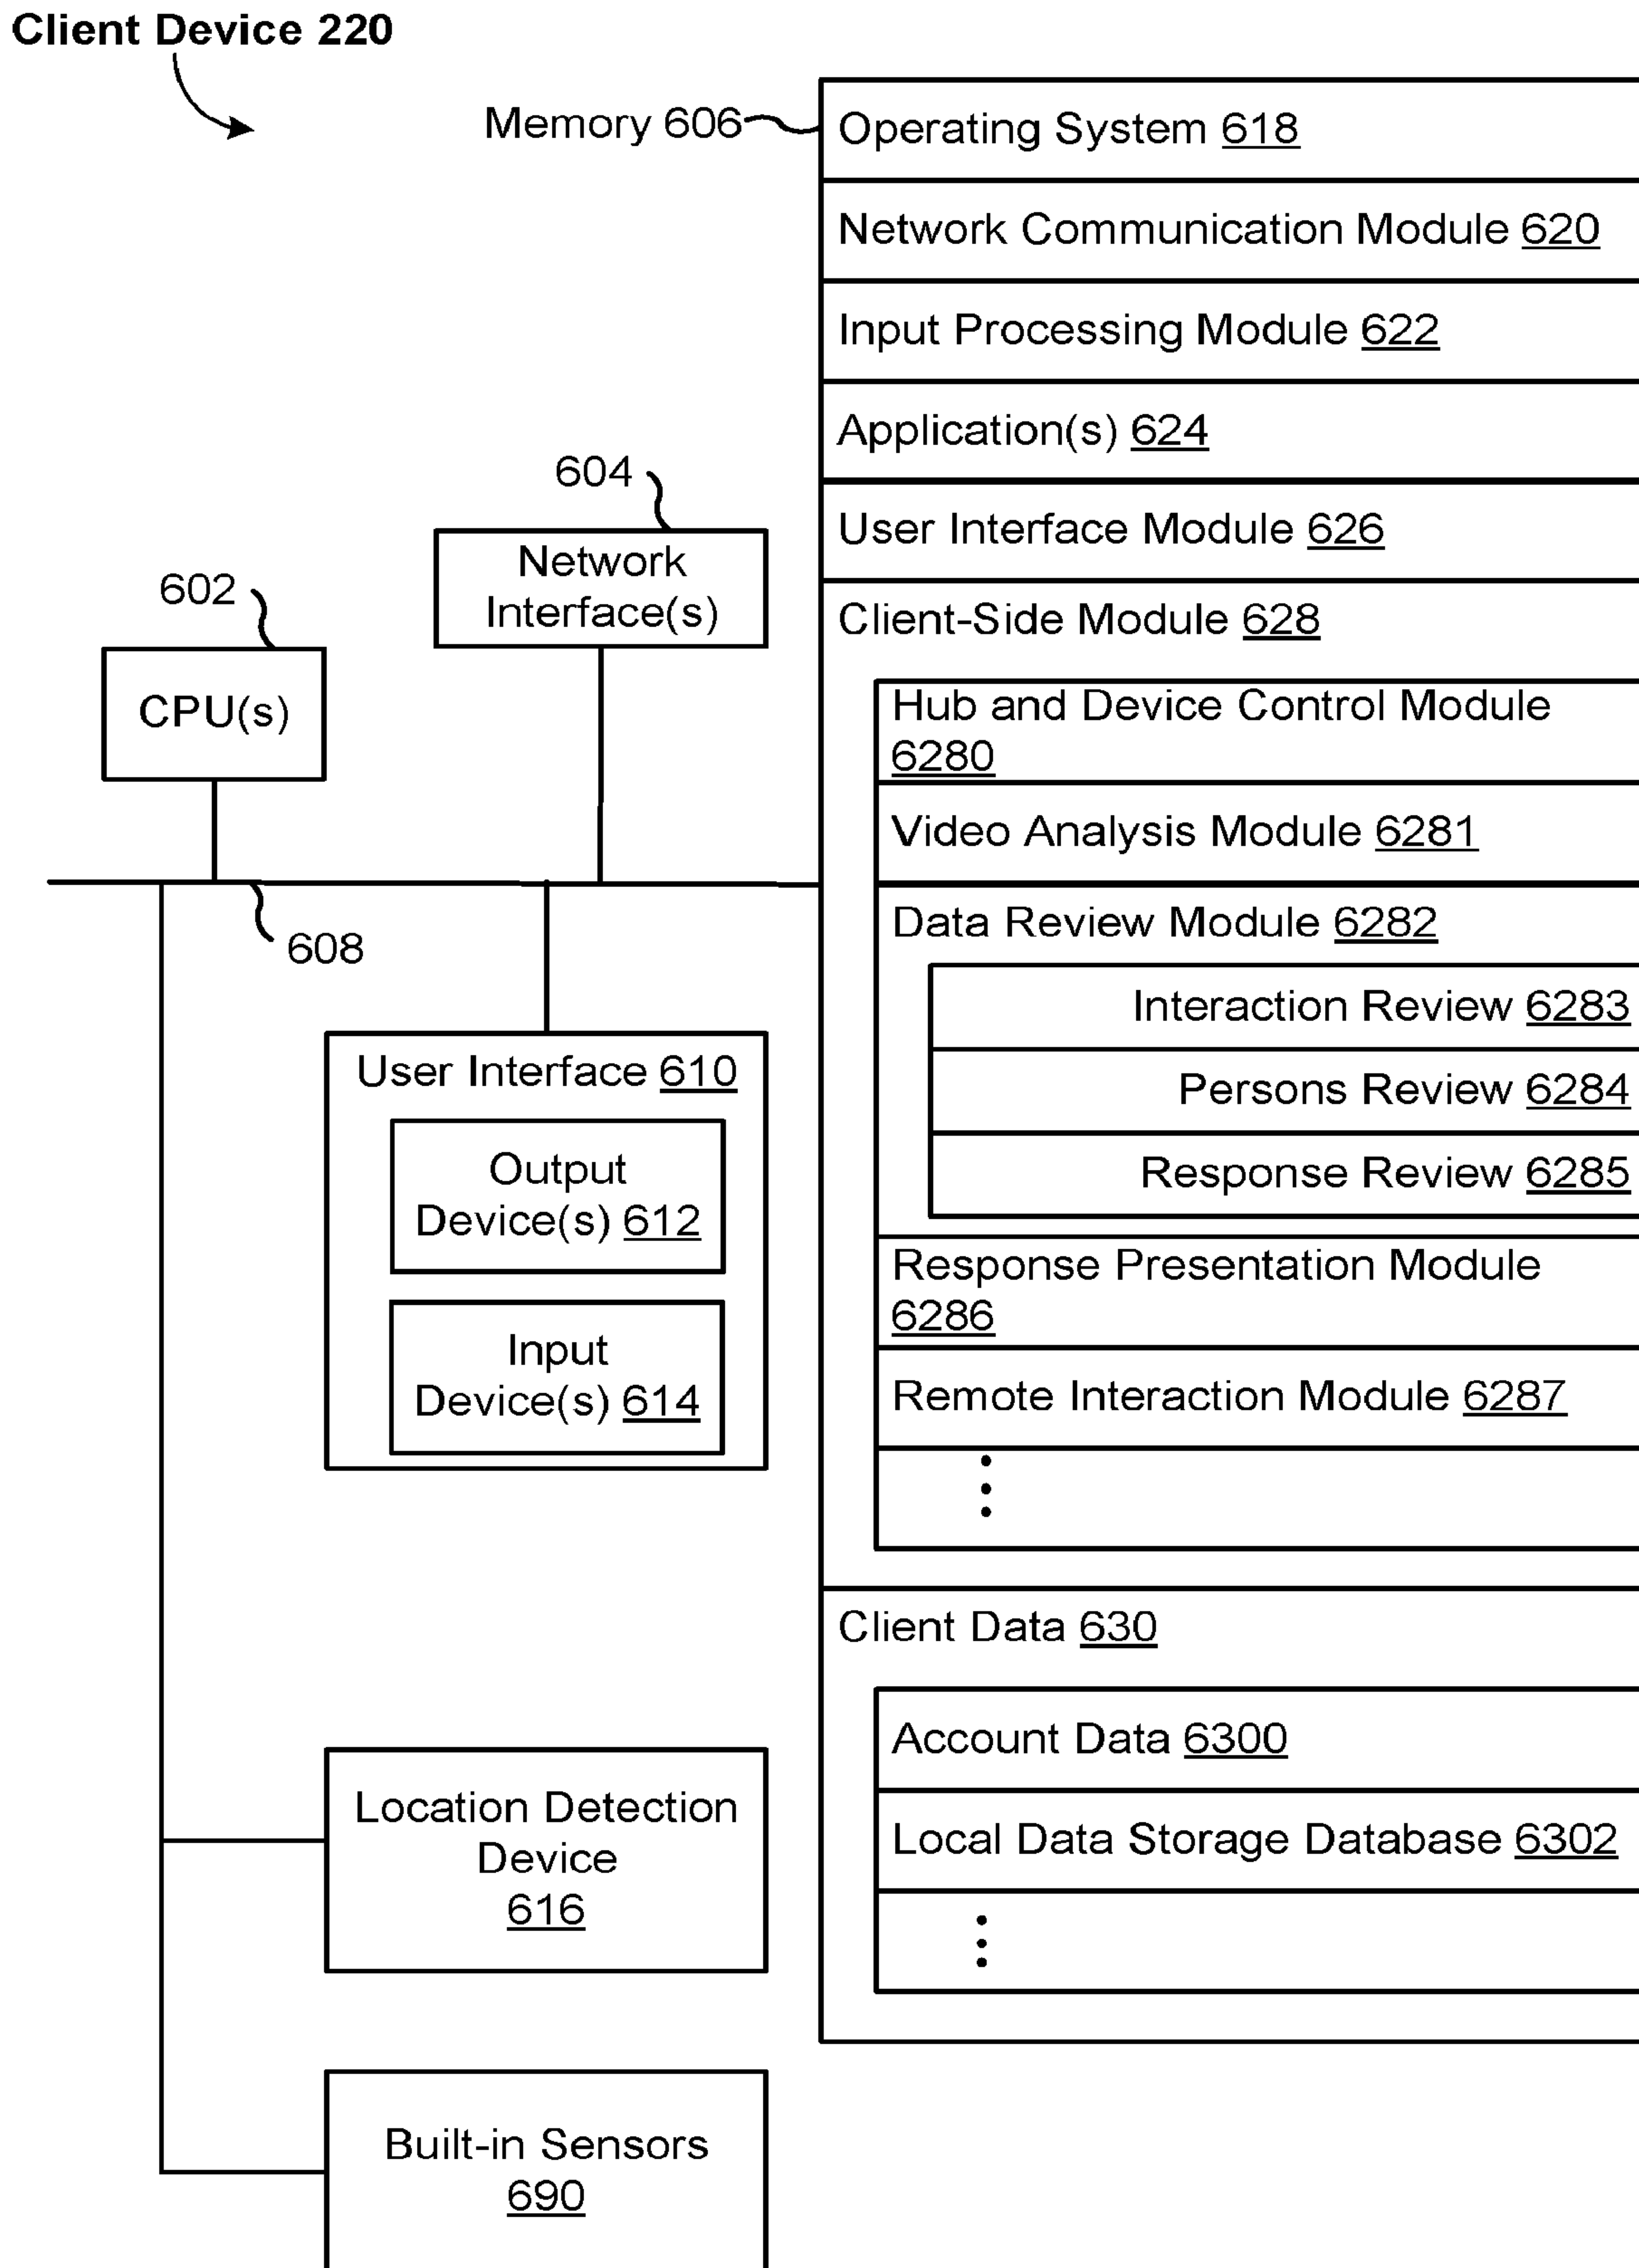 Client Device 220
Memory 606
Operating System 618
Network Communication Module 620
Input Processing Module 622
Application(s) 624
User Interface Module 626
Client-Side Module 628
Hub and Device Control Module
6280
Video Analysis Module 6281
Data Review Module 6282
Interaction Review 6283
Persons Review 6284
Response Review 6285
Response Presentation Module
6286
Remote Interaction Module 6287
Client Data 630
Account Data 6300
Local Data Storage Database 6302
604
Network
Interface(s)
602
CPU(s)
608
User Interface 610
Output
Device(s) 612
Input
Device(s) 614
Location Detection
Device
616
Built-in Sensors
690